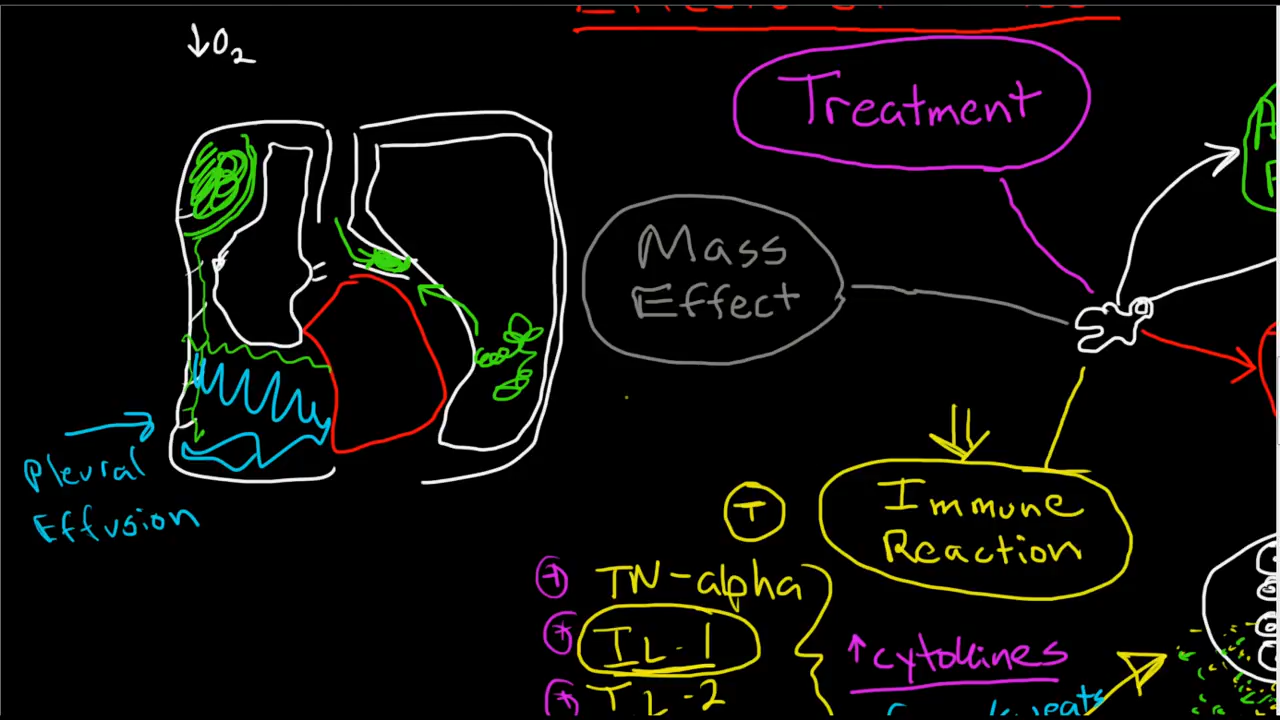 ↓O2
Treatment
Mass
Effect
Pleural
Effusion
Immune
Reaction
T
TN-alpha
IL-1
IL-2
↑cytokines